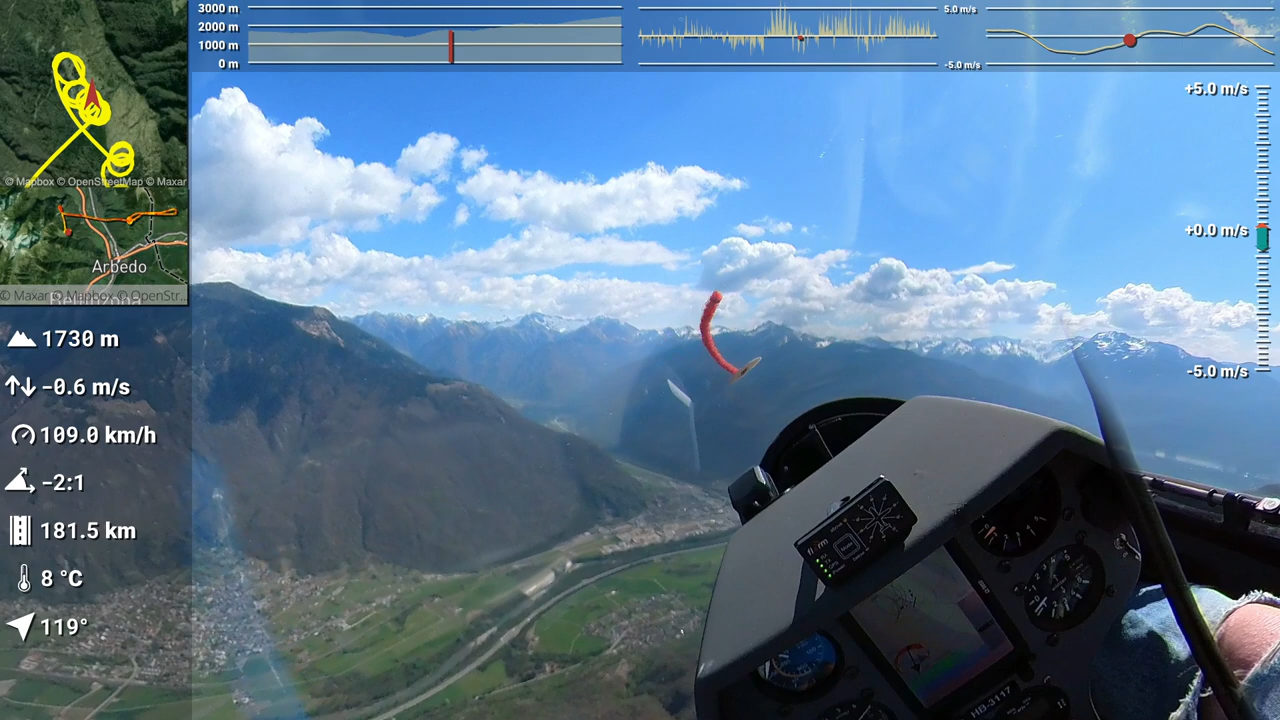 3000 m
2000 m
1000 m
0 m
5.0 m/s
-5.0 m/s
© Mapbox © OpenStreetMap © Maxar
Arbedo
© Maxar © Mapbox © OpenStr...
1730 m
-0.6 m/s
109.0 km/h
-2:1
181.5 km
8 °C
119°
+5.0 m/s
+0.0 m/s
-5.0 m/s
HB-3117